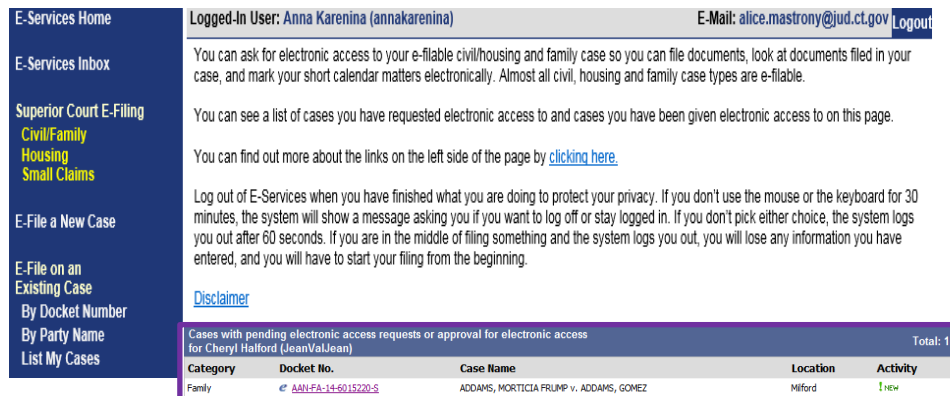 E-Services Home
Logged-In User: Anna Karenina (annakarenina)
E-Mail: alice.mastrony@jud.ct.gov
Logout
E-Services Inbox
Superior Court E-Filing
Civil/Family
Housing
Small Claims
E-File a New Case
E-File on an
Existing Case
By Docket Number
By Party Name
List My Cases
You can ask for electronic access to your e-filable civil/housing and family case so you can file documents, look at documents filed in your
case, and mark your short calendar matters electronically. Almost all civil, housing and family case types are e-filable.
You can see a list of cases you have requested electronic access to and cases you have been given electronic access to on this page.
You can find out more about the links on the left side of the page by clicking here.
Log out of E-Services when you have finished what you are doing to protect your privacy. If you don't use the mouse or the keyboard for 30
minutes, the system will show a message asking you if you want to log off or stay logged in. If you don't pick either choice, the system logs
you out after 60 seconds. If you are in the middle of filing something and the system logs you out, you will lose any information you have
entered, and you will have to start your filing from the beginning.
Disclaimer
Cases with pending electronic access requests or approval for electronic access
for Cheryl Halford (JeanValJean)
Total: 1
Category Docket No. Case Name Location Activity
Family e AAN-FA-14-6015220-S ADDAMS, MORTICIA FRUMP v. ADDAMS, GOMEZ Milford ! NEW